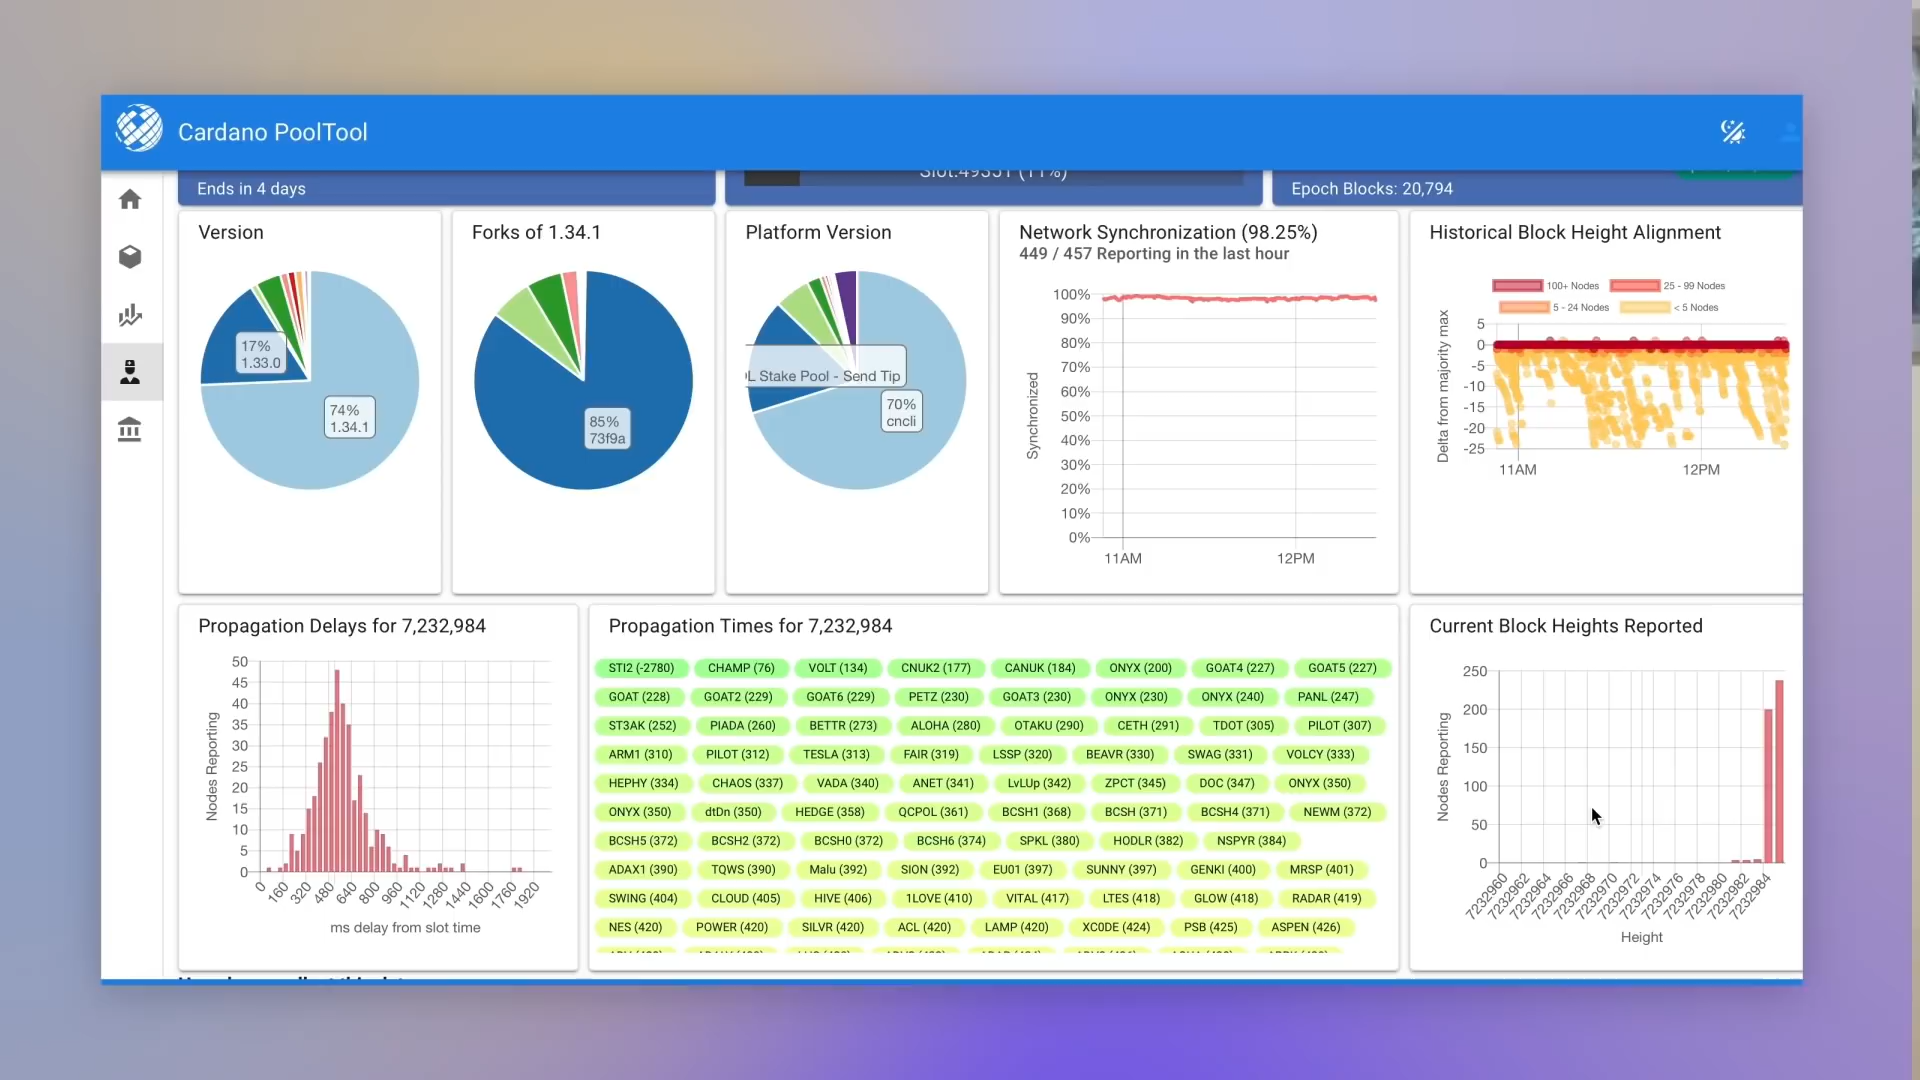 Cardano PoolTool
Ends in 4 days
Slot:49351 (11%)
Epoch Blocks: 20,794
Version
17%
1.33.0
74%
1.34.1
Forks of 1.34.1
85%
73f9a
Platform Version
L Stake Pool - Send Tip
70%
cncli
Network Synchronization (98.25%)
449 / 457 Reporting in the last hour
Synchronized
100%
90%
80%
70%
60%
50%
40%
30%
20%
10%
0%
11AM 12PM
Historical Block Height Alignment
100+ Nodes 25 - 99 Nodes
5 - 24 Nodes < 5 Nodes
Delta from majority max
5
0
-5
-10
-15
-20
-25
11AM 12PM
Propagation Delays for 7,232,984
Nodes Reporting
50
45
40
35
30
25
20
15
10
5
0
0 160 320 480 640 800 960 1120 1280 1440 1600 1760 1920
ms delay from slot time
Propagation Times for 7,232,984
STI2 (-2780) CHAMP (76) VOLT (134) CNUK2 (177) CANUK (184) ONYX (200) GOAT4 (227) GOAT5 (227)
GOAT (228) GOAT2 (229) GOAT6 (229) PETZ (230) GOAT3 (230) ONYX (230) ONYX (240) PANL (247)
ST3AK (252) PIADA (260) BETTR (273) ALOHA (280) OTAKU (290) CETH (291) TDOT (305) PILOT (307)
ARM1 (310) PILOT (312) TESLA (313) FAIR (319) LSSP (320) BEAVR (330) SWAG (331) VOLCY (333)
HEPHY (334) CHAOS (337) VADA (340) ANET (341) LvLUp (342) ZPCT (345) DOC (347) ONYX (350)
ONYX (350) dtDn (350) HEDGE (358) QCPOL (361) BCSH1 (368) BCSH (371) BCSH4 (371) NEWM (372)
BCSH5 (372) BCSH2 (372) BCSH0 (372) BCSH6 (374) SPKL (380) HODLR (382) NSPYR (384)
ADAX1 (390) TQWS (390) Malu (392) SION (392) EU01 (397) SUNNY (397) GENKI (400) MRSP (401)
SWING (404) CLOUD (405) HIVE (406) 1LOVE (410) VITAL (417) LTES (418) GLOW (418) RADAR (419)
NES (420) POWER (420) SILVR (420) ACL (420) LAMP (420) XC0DE (424) PSB (425) ASPEN (426)
Current Block Heights Reported
Nodes Reporting
250
200
150
100
50
0
7232960 7232962 7232964 7232966 7232968 7232970 7232972 7232974 7232976 7232978 7232980 7232982 7232984
Height